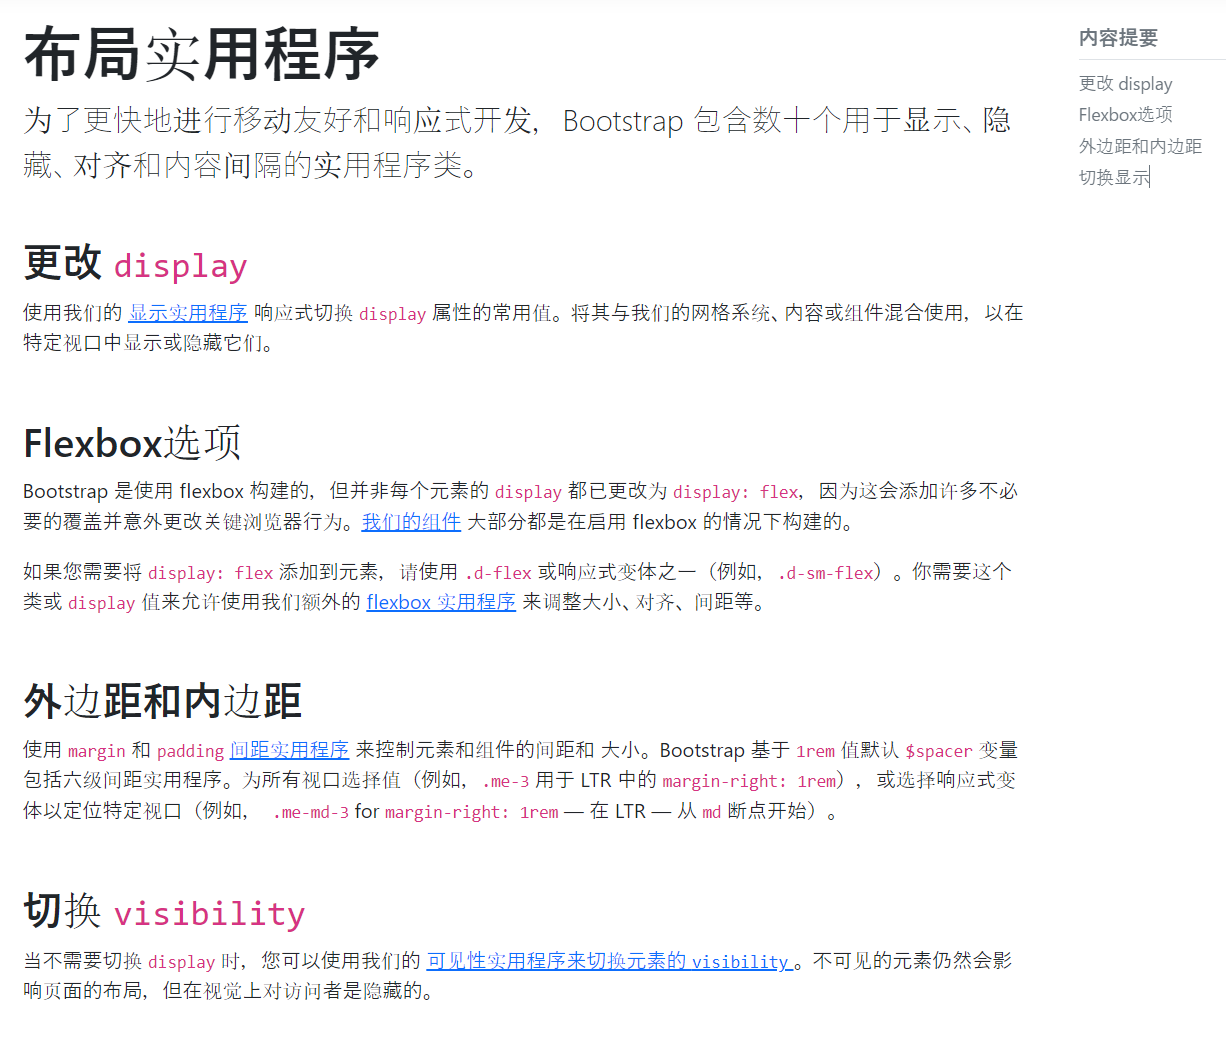 布局实用程序
为了更快地进行移动友好和响应式开发，Bootstrap 包含数十个用于显示、隐
藏、对齐和内容间隔的实用程序类。
更改 display
使用我们的 显示实用程序 响应式切换 display 属性的常用值。将其与我们的网格系统、内容或组件混合使用，以在
特定视口中显示或隐藏它们。
Flexbox选项
Bootstrap 是使用 flexbox 构建的，但并非每个元素的 display 都已更改为 display: flex，因为这会添加许多不必
要的覆盖并意外更改关键浏览器行为。我们的组件 大部分都是在启用 flexbox 的情况下构建的。
如果您需要将 display: flex 添加到元素，请使用 .d-flex 或响应式变体之一（例如，.d-sm-flex）。你需要这个
类或 display 值来允许使用我们额外的 flexbox 实用程序 来调整大小、对齐、间距等。
外边距和内边距
使用 margin 和 padding 间距实用程序 来控制元素和组件的间距和 大小。Bootstrap 基于 1rem 值默认 $spacer 变量
包括六级间距实用程序。为所有视口选择值（例如，.me-3 用于 LTR 中的 margin-right: 1rem），或选择响应式变
体以定位特定视口（例如， .me-md-3 for margin-right: 1rem — 在 LTR — 从 md 断点开始）。
切换 visibility
当不需要切换 display 时，您可以使用我们的 可见性实用程序来切换元素的 visibility 。不可见的元素仍然会影
响页面的布局，但在视觉上对访问者是隐藏的。
内容提要
更改 display
Flexbox选项
外边距和内边距
切换显示